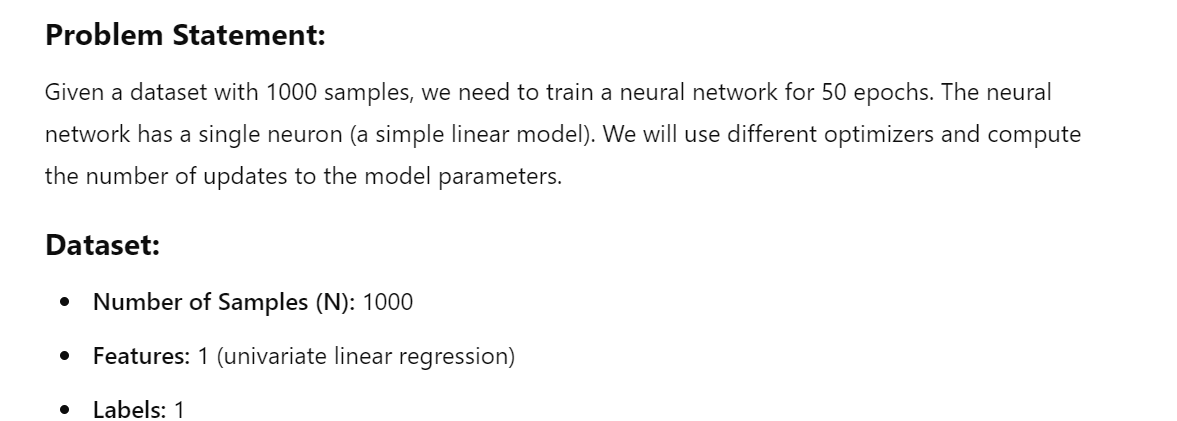 Problem Statement:
Given a dataset with 1000 samples, we need to train a neural network for 50 epochs. The neural
network has a single neuron (a simple linear model). We will use different optimizers and compute
the number of updates to the model parameters.
Dataset:
• Number of Samples (N): 1000
• Features: 1 (univariate linear regression)
• Labels: 1